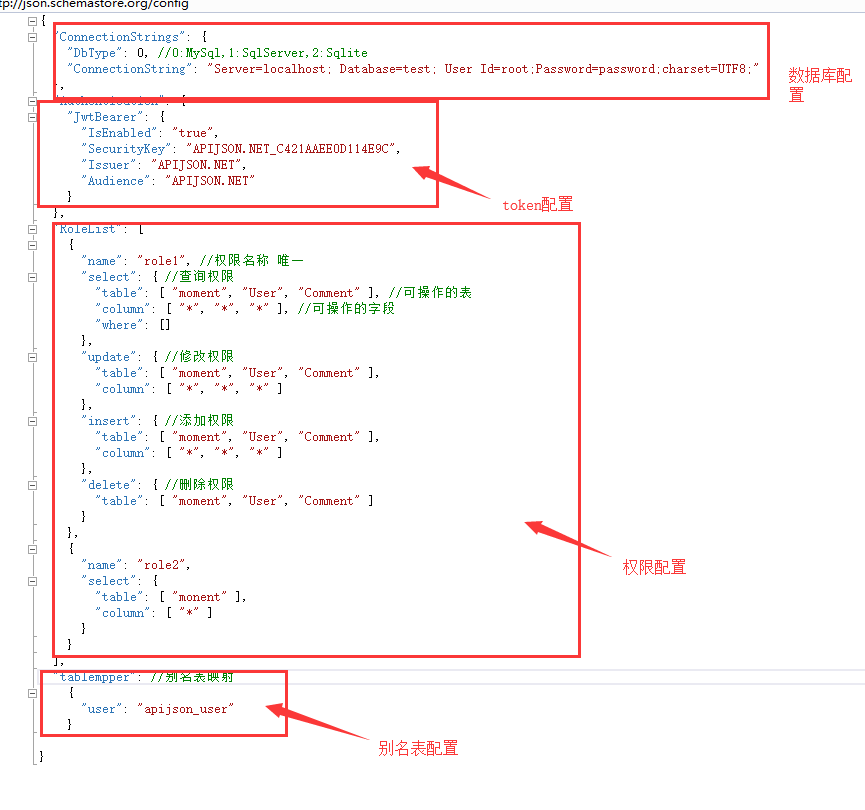 tp://json.schemastore.org/config
{
"ConnectionStrings": {
"DbType": 0, //0:MySql,1:SqlServer,2:Sqlite
"ConnectionString": "Server=localhost; Database=test; User Id=root;Password=password;charset=UTF8;"
},
数据库配置
"Authentication": {
"JwtBearer": {
"IsEnabled": "true",
"SecurityKey": "APIJSON.NET_C421AAEE0D114E9C",
"Issuer": "APIJSON.NET",
"Audience": "APIJSON.NET"
}
},
token配置
"RoleList": [
{
"name": "role1", //权限名称 唯一
"select": { //查询权限
"table": [ "moment", "User", "Comment" ], //可操作的表
"column": [ "*", "*", "*" ], //可操作的字段
"where": []
},
"update": { //修改权限
"table": [ "moment", "User", "Comment" ],
"column": [ "*", "*", "*" ]
},
"insert": { //添加权限
"table": [ "moment", "User", "Comment" ],
"column": [ "*", "*", "*" ]
},
"delete": { //删除权限
"table": [ "moment", "User", "Comment" ]
}
},
{
"name": "role2",
"select": {
"table": [ "monent" ],
"column": [ "*" ]
}
}
],
权限配置
"tablempper": //别名表映射
{
"user": "apijson_user"
}
别名表配置
}